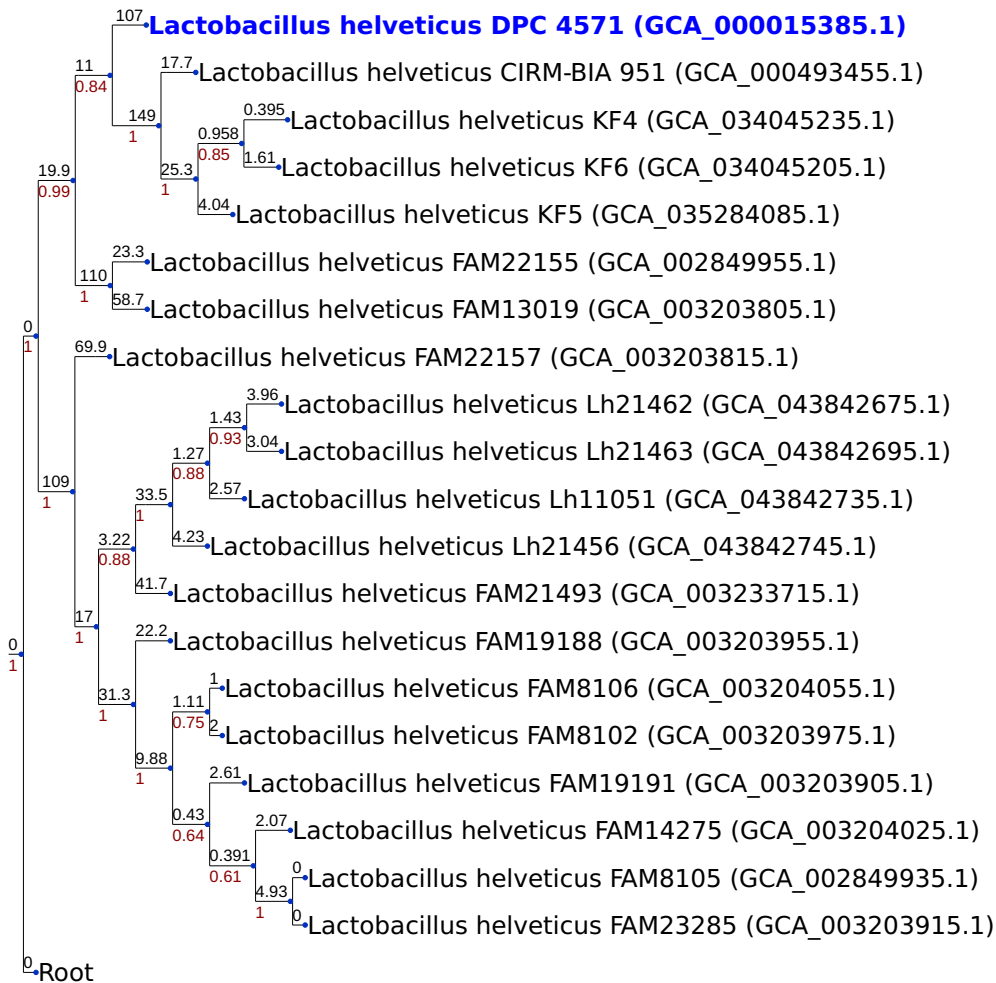 107
Lactobacillus helveticus DPC 4571 (GCA_000015385.1)
11
0.84
17.7
Lactobacillus helveticus CIRM-BIA 951 (GCA_000493455.1)
149
1
0.395
Lactobacillus helveticus KF4 (GCA_034045235.1)
0.958
0.85
1.61
Lactobacillus helveticus KF6 (GCA_034045205.1)
25.3
1
4.04
Lactobacillus helveticus KF5 (GCA_035284085.1)
19.9
0.99
23.3
Lactobacillus helveticus FAM22155 (GCA_002849955.1)
110
1
58.7
Lactobacillus helveticus FAM13019 (GCA_003203805.1)
0
1
69.9
Lactobacillus helveticus FAM22157 (GCA_003203815.1)
3.96
Lactobacillus helveticus Lh21462 (GCA_043842675.1)
1.43
0.93
3.04
Lactobacillus helveticus Lh21463 (GCA_043842695.1)
1.27
0.88
2.57
Lactobacillus helveticus Lh11051 (GCA_043842735.1)
109
1
33.5
1
4.23
Lactobacillus helveticus Lh21456 (GCA_043842745.1)
3.22
0.88
41.7
Lactobacillus helveticus FAM21493 (GCA_003233715.1)
17
1
22.2
Lactobacillus helveticus FAM19188 (GCA_003203955.1)
0
1
31.3
1
1
Lactobacillus helveticus FAM8106 (GCA_003204055.1)
1.11
0.75
2
Lactobacillus helveticus FAM8102 (GCA_003203975.1)
9.88
1
2.61
Lactobacillus helveticus FAM19191 (GCA_003203905.1)
0.43
0.64
2.07
Lactobacillus helveticus FAM14275 (GCA_003204025.1)
0.391
0.61
0
Lactobacillus helveticus FAM8105 (GCA_002849935.1)
4.93
1
0
Lactobacillus helveticus FAM23285 (GCA_003203915.1)
0
Root